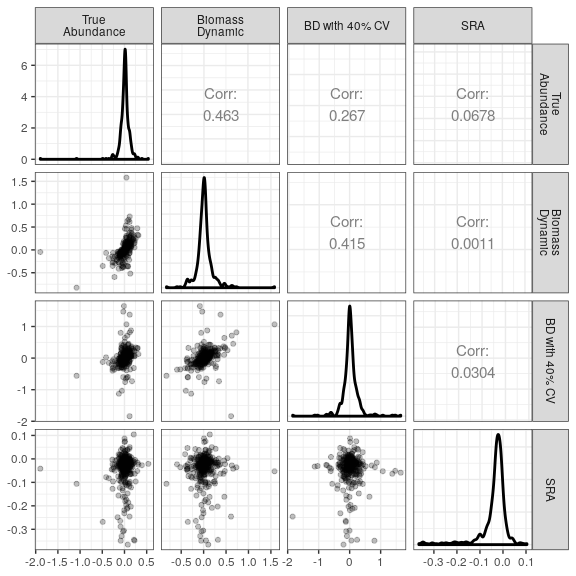 True
Abundance
Biomass
Dynamic
BD with 40% CV
SRA
6
4
2
0
Corr:
0.463
Corr:
0.267
Corr:
0.0678
True
Abundance
1.5
1.0
0.5
0.0
-0.5
Corr:
0.415
Corr:
0.0011
Biomass
Dynamic
1
0
-1
-2
Corr:
0.0304
BD with 40% CV
0.1
0.0
-0.1
-0.2
-0.3
SRA
-2.0 -1.5 -1.0 -0.5 0.0 0.5
-0.5 0.0 0.5 1.0 1.5
-2 -1 0 1
-0.3 -0.2 -0.1 0.0 0.1